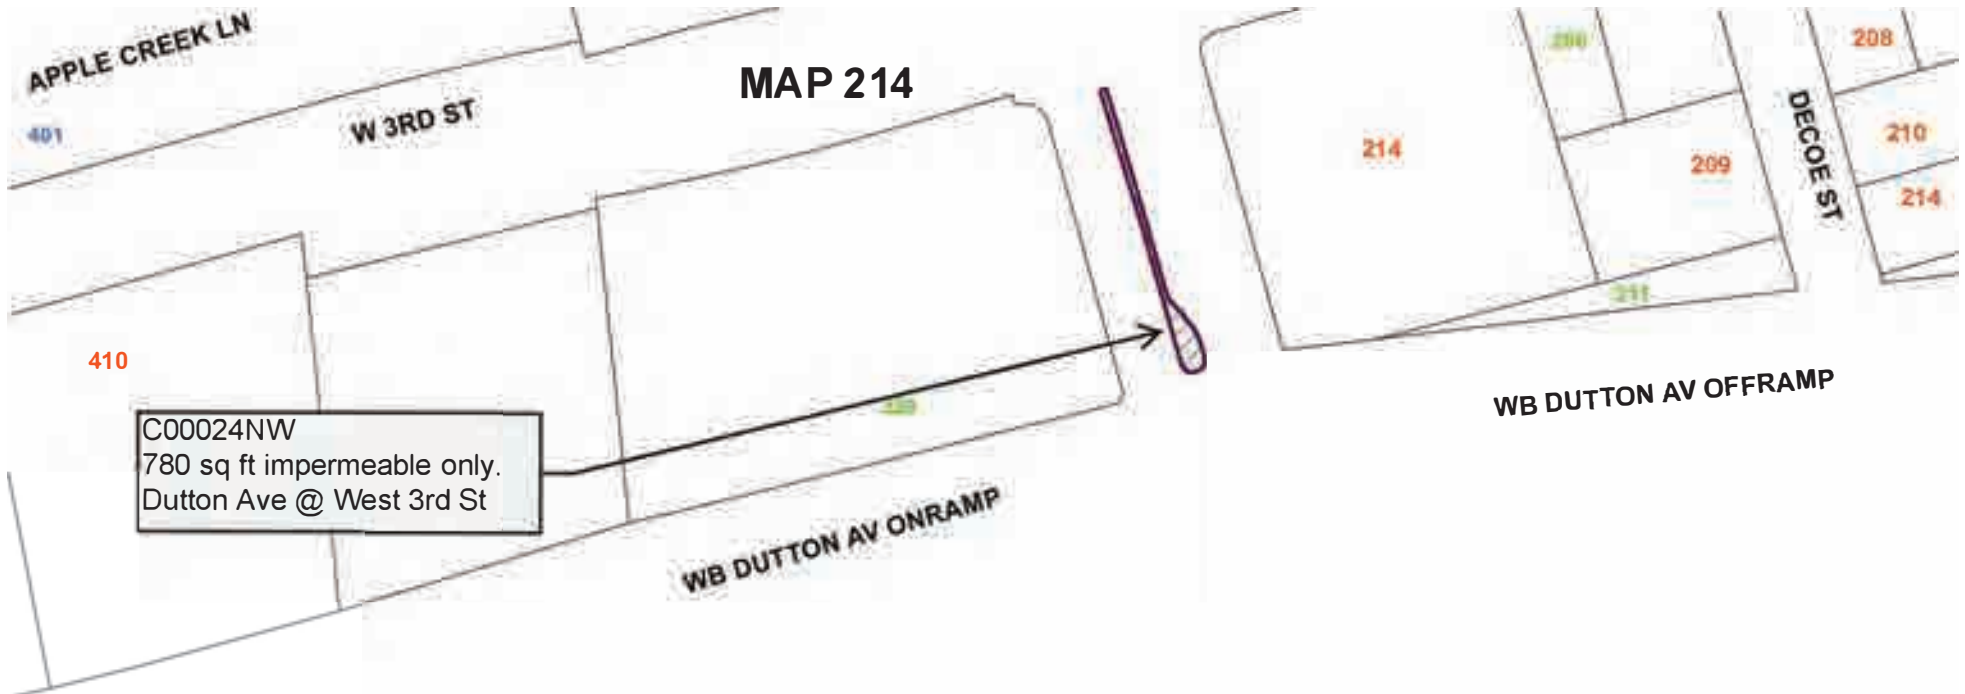 APPLE CREEK LN
401
W 3RD ST
MAP 214
208
DECOE ST
210
214
209
214
211
410
C00024NW
780 sq ft impermeable only.
Dutton Ave @ West 3rd St
WB DUTTON AV ONRAMP
WB DUTTON AV OFFRAMP